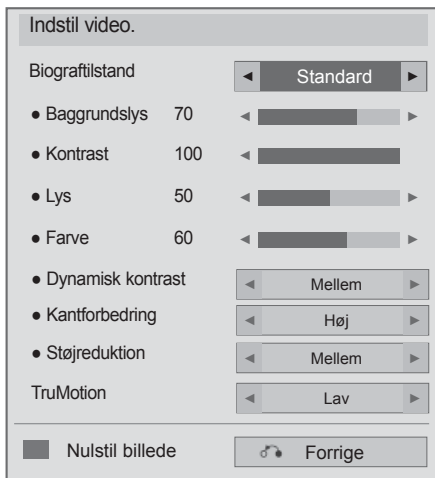 Indstil video.
Biograftilstand ◄ Standard ►
● Baggrundslys 70 ◄ ►
● Kontrast 100 ◄
● Lys 50 ◄ ►
● Farve 60 ◄ ►
● Dynamisk kontrast ◄ Mellem ►
● Kantforbedring ◄ Høj ►
● Støjreduktion ◄ Mellem ►
TruMotion ◄ Lav ►
Nulstil billede Forrige